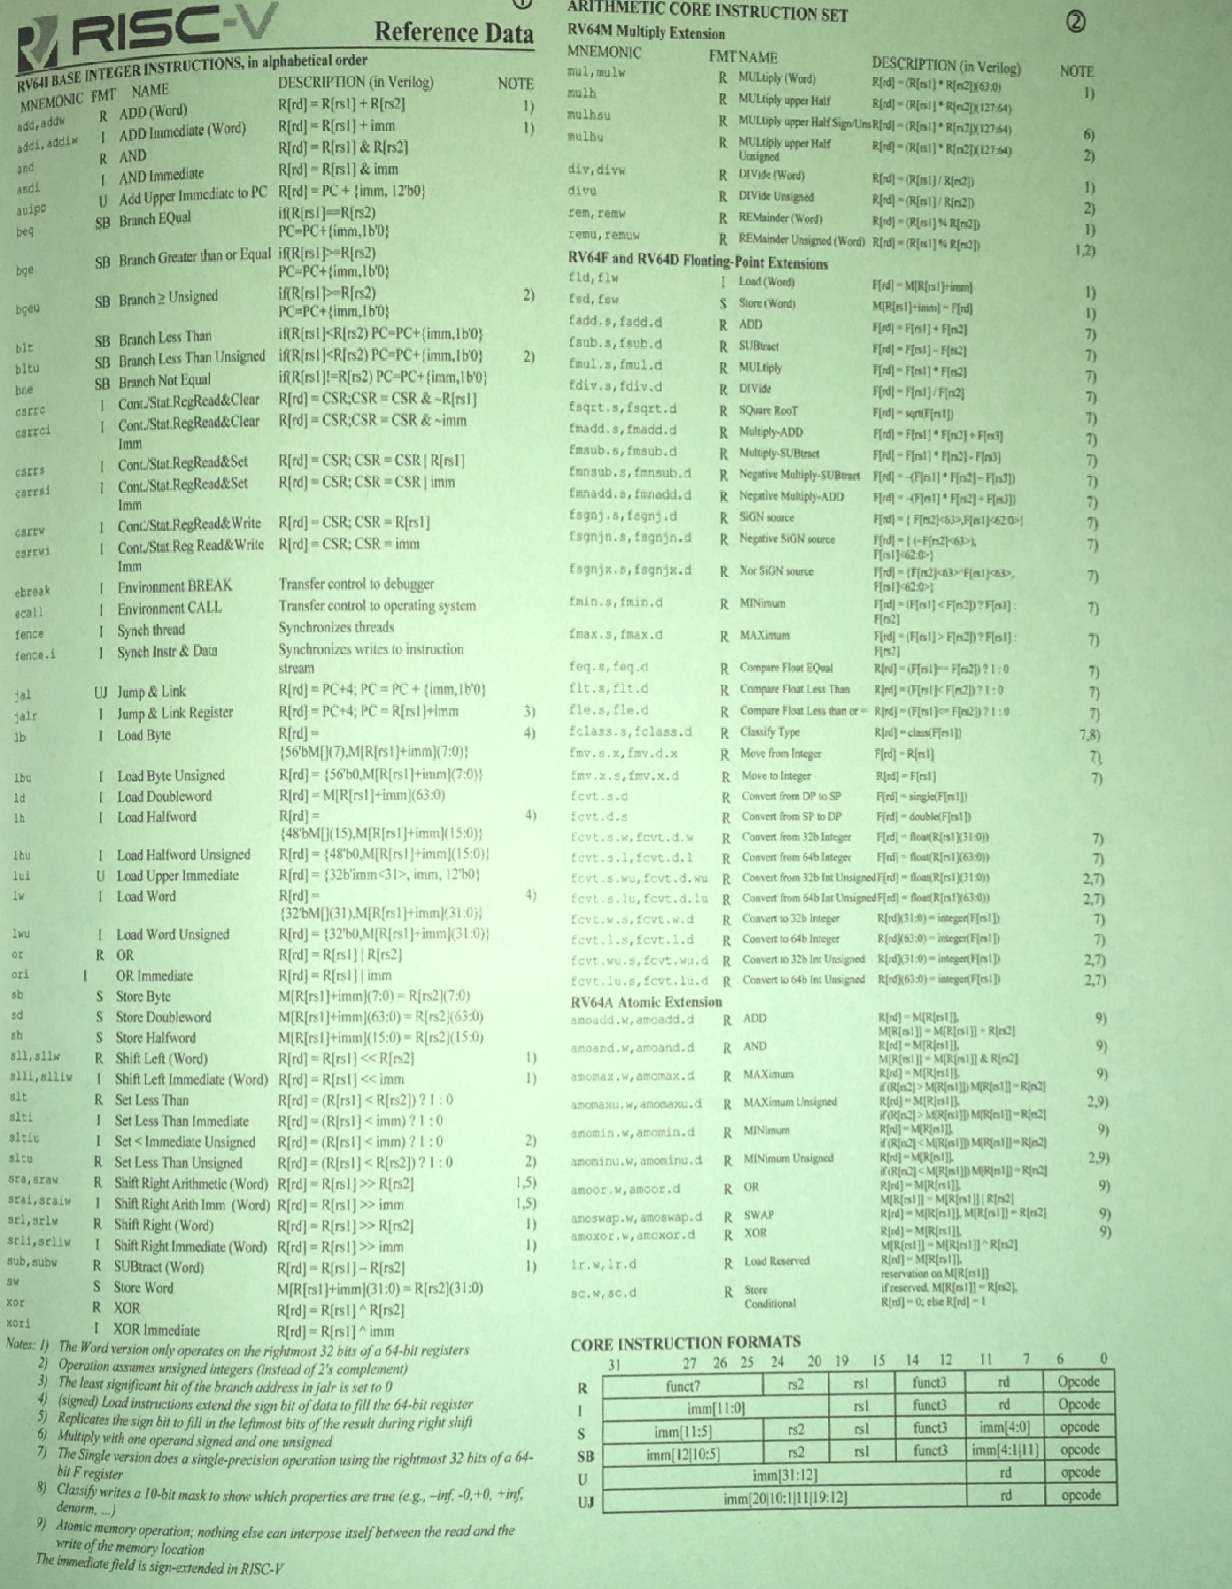 RISC-V Reference Data ①
RV64I BASE INTEGER INSTRUCTIONS, in alphabetical order
MNEMONIC FMT NAME DESCRIPTION (in Verilog) NOTE
add,addw R ADD (Word) R[rd] = R[rs1] + R[rs2] 1)
addi,addiw I ADD Immediate (Word) R[rd] = R[rs1] + imm 1)
and R AND R[rd] = R[rs1] & R[rs2]
andi I AND Immediate R[rd] = R[rs1] & imm
auipc U Add Upper Immediate to PC R[rd] = PC + {imm, 12'b0}
beq SB Branch EQual if(R[rs1]==R[rs2)
PC=PC+{imm,1b'0}
bge SB Branch Greater than or Equal if(R[rs1]>=R[rs2)
PC=PC+{imm,1b'0}
bgeu SB Branch ≥ Unsigned if(R[rs1]>=R[rs2) 2)
PC=PC+{imm,1b'0}
blt SB Branch Less Than if(R[rs1]<R[rs2) PC=PC+{imm,1b'0}
bltu SB Branch Less Than Unsigned if(R[rs1]<R[rs2) PC=PC+{imm,1b'0} 2)
bne SB Branch Not Equal if(R[rs1]!=R[rs2) PC=PC+{imm,1b'0}
csrrc I Cont./Stat.RegRead&Clear R[rd] = CSR;CSR = CSR & ~R[rs1]
csrrci I Cont./Stat.RegRead&Clear R[rd] = CSR;CSR = CSR & ~imm
Imm
csrrs I Cont./Stat.RegRead&Set R[rd] = CSR; CSR = CSR | R[rs1]
csrrsi I Cont./Stat.RegRead&Set R[rd] = CSR; CSR = CSR | imm
Imm
csrrw I Cont./Stat.RegRead&Write R[rd] = CSR; CSR = R[rs1]
csrrwi I Cont./Stat.Reg Read&Write R[rd] = CSR; CSR = imm
Imm
ebreak I Environment BREAK Transfer control to debugger
ecall I Environment CALL Transfer control to operating system
fence I Synch thread Synchronizes threads
fence.i I Synch Instr & Data Synchronizes writes to instruction
stream
jal UJ Jump & Link R[rd] = PC+4; PC = PC + {imm,1b'0}
jalr I Jump & Link Register R[rd] = PC+4; PC = R[rs1]+imm 3)
lb I Load Byte R[rd] = 4)
{56'bM[](7),M[R[rs1]+imm](7:0)}
lbu I Load Byte Unsigned R[rd] = {56'b0,M[R[rs1]+imm](7:0)}
ld I Load Doubleword R[rd] = M[R[rs1]+imm](63:0)
lh I Load Halfword R[rd] = 4)
{48'bM[](15),M[R[rs1]+imm](15:0)}
lhu I Load Halfword Unsigned R[rd] = {48'b0,M[R[rs1]+imm](15:0)}
lui U Load Upper Immediate R[rd] = {32b'imm<31>, imm, 12'b0}
lw I Load Word R[rd] = 4)
{32'bM[](31),M[R[rs1]+imm](31:0)}
lwu I Load Word Unsigned R[rd] = {32'b0,M[R[rs1]+imm](31:0)}
or R OR R[rd] = R[rs1] | R[rs2]
ori I OR Immediate R[rd] = R[rs1] | imm
sb S Store Byte M[R[rs1]+imm](7:0) = R[rs2](7:0)
sd S Store Doubleword M[R[rs1]+imm](63:0) = R[rs2](63:0)
sh S Store Halfword M[R[rs1]+imm](15:0) = R[rs2](15:0)
sll,sllw R Shift Left (Word) R[rd] = R[rs1] << R[rs2] 1)
slli,slliw I Shift Left Immediate (Word) R[rd] = R[rs1] << imm 1)
slt R Set Less Than R[rd] = (R[rs1] < R[rs2]) ? 1 : 0
slti I Set Less Than Immediate R[rd] = (R[rs1] < imm) ? 1 : 0
sltiu I Set < Immediate Unsigned R[rd] = (R[rs1] < imm) ? 1 : 0 2)
sltu R Set Less Than Unsigned R[rd] = (R[rs1] < R[rs2]) ? 1 : 0 2)
sra,sraw R Shift Right Arithmetic (Word) R[rd] = R[rs1] >> R[rs2] 1,5)
srai,sraiw I Shift Right Arith Imm (Word) R[rd] = R[rs1] >> imm 1,5)
srl,srlw R Shift Right (Word) R[rd] = R[rs1] >> R[rs2] 1)
srli,srliw I Shift Right Immediate (Word) R[rd] = R[rs1] >> imm 1)
sub,subw R SUBtract (Word) R[rd] = R[rs1] – R[rs2] 1)
sw S Store Word M[R[rs1]+imm](31:0) = R[rs2](31:0)
xor R XOR R[rd] = R[rs1] ^ R[rs2]
xori I XOR Immediate R[rd] = R[rs1] ^ imm
Notes: 1) The Word version only operates on the rightmost 32 bits of a 64-bit registers
2) Operation assumes unsigned integers (instead of 2's complement)
3) The least significant bit of the branch address in jalr is set to 0
4) (signed) Load instructions extend the sign bit of data to fill the 64-bit register
5) Replicates the sign bit to fill in the leftmost bits of the result during right shift
6) Multiply with one operand signed and one unsigned
7) The Single version does a single-precision operation using the rightmost 32 bits of a 64-
bit F register
8) Classify writes a 10-bit mask to show which properties are true (e.g., –inf, -0,+0, +inf,
denorm, ...)
9) Atomic memory operation; nothing else can interpose itself between the read and the
write of the memory location
The immediate field is sign-extended in RISC-V
ARITHMETIC CORE INSTRUCTION SET ②
RV64M Multiply Extension
MNEMONIC FMT NAME DESCRIPTION (in Verilog) NOTE
mul,mulw R MULtiply (Word) R[rd] = (R[rs1] * R[rs2])(63:0) 1)
mulh R MULtiply upper Half R[rd] = (R[rs1] * R[rs2])(127:64)
mulhsu R MULtiply upper Half Sign/Uns R[rd] = (R[rs1] * R[rs2])(127:64) 6)
mulhu R MULtiply upper Half R[rd] = (R[rs1] * R[rs2])(127:64) 2)
Unsigned
div,divw R DIVide (Word) R[rd] = (R[rs1] / R[rs2]) 1)
divu R DIVide Unsigned R[rd] = (R[rs1] / R[rs2]) 2)
rem,remw R REMainder (Word) R[rd] = (R[rs1] % R[rs2]) 1)
remu,remuw R REMainder Unsigned (Word) R[rd] = (R[rs1] % R[rs2]) 1,2)
RV64F and RV64D Floating-Point Extensions
fld,flw I Load (Word) F[rd] = M[R[rs1]+imm] 1)
fsd,fsw S Store (Word) M[R[rs1]+imm] = F[rd] 1)
fadd.s,fadd.d R ADD F[rd] = F[rs1] + F[rs2] 7)
fsub.s,fsub.d R SUBtract F[rd] = F[rs1] – F[rs2] 7)
fmul.s,fmul.d R MULtiply F[rd] = F[rs1] * F[rs2] 7)
fdiv.s,fdiv.d R DIVide F[rd] = F[rs1] / F[rs2] 7)
fsqrt.s,fsqrt.d R SQuare RooT F[rd] = sqrt(F[rs1]) 7)
fmadd.s,fmadd.d R Multiply-ADD F[rd] = F[rs1] * F[rs2] + F[rs3] 7)
fmsub.s,fmsub.d R Multiply-SUBtract F[rd] = F[rs1] * F[rs2] - F[rs3] 7)
fmnsub.s,fmnsub.d R Negative Multiply-SUBtract F[rd] = -(F[rs1] * F[rs2] – F[rs3]) 7)
fmnadd.s,fmnadd.d R Negative Multiply-ADD F[rd] = -(F[rs1] * F[rs2] + F[rs3]) 7)
fsgnj.s,fsgnj.d R SiGN source F[rd] = { F[rs2]<63>,F[rs1]<62:0>} 7)
fsgnjn.s,fsgnjn.d R Negative SiGN source F[rd] = { (~F[rs2]<63>), 7)
F[rs1]<62:0>}
fsgnjx.s,fsgnjx.d R Xor SiGN source F[rd] = {F[rs2]<63>^F[rs1]<63>, 7)
F[rs1]<62:0>}
fmin.s,fmin.d R MINimum F[rd] = (F[rs1] < F[rs2]) ? F[rs1] : 7)
F[rs2]
fmax.s,fmax.d R MAXimum F[rd] = (F[rs1] > F[rs2]) ? F[rs1] : 7)
F[rs2]
feq.s,feq.d R Compare Float EQual R[rd] = (F[rs1]== F[rs2]) ? 1 : 0 7)
flt.s,flt.d R Compare Float Less Than R[rd] = (F[rs1]< F[rs2]) ? 1 : 0 7)
fle.s,fle.d R Compare Float Less than or = R[rd] = (F[rs1]<= F[rs2]) ? 1 : 0 7)
fclass.s,fclass.d R Classify Type R[rd] = class(F[rs1]) 7,8)
fmv.s.x,fmv.d.x R Move from Integer F[rd] = R[rs1] 7)
fmv.x.s,fmv.x.d R Move to Integer R[rd] = F[rs1] 7)
fcvt.s.d R Convert from DP to SP F[rd] = single(F[rs1])
fcvt.d.s R Convert from SP to DP F[rd] = double(F[rs1])
fcvt.s.w,fcvt.d.w R Convert from 32b Integer F[rd] = float(R[rs1](31:0)) 7)
fcvt.s.l,fcvt.d.l R Convert from 64b Integer F[rd] = float(R[rs1](63:0)) 7)
fcvt.s.wu,fcvt.d.wu R Convert from 32b Int Unsigned F[rd] = float(R[rs1](31:0)) 2,7)
fcvt.s.lu,fcvt.d.lu R Convert from 64b Int Unsigned F[rd] = float(R[rs1](63:0)) 2,7)
fcvt.w.s,fcvt.w.d R Convert to 32b Integer R[rd](31:0) = integer(F[rs1]) 7)
fcvt.l.s,fcvt.l.d R Convert to 64b Integer R[rd](63:0) = integer(F[rs1]) 7)
fcvt.wu.s,fcvt.wu.d R Convert to 32b Int Unsigned R[rd](31:0) = integer(F[rs1]) 2,7)
fcvt.lu.s,fcvt.lu.d R Convert to 64b Int Unsigned R[rd](63:0) = integer(F[rs1]) 2,7)
RV64A Atomic Extension
amoadd.w,amoadd.d R ADD R[rd] = M[R[rs1]], 9)
M[R[rs1]] = M[R[rs1]] + R[rs2]
amoand.w,amoand.d R AND R[rd] = M[R[rs1]], 9)
M[R[rs1]] = M[R[rs1]] & R[rs2]
amomax.w,amomax.d R MAXimum R[rd] = M[R[rs1]], 9)
if (R[rs2] > M[R[rs1]]) M[R[rs1]] = R[rs2]
amomaxu.w,amomaxu.d R MAXimum Unsigned R[rd] = M[R[rs1]], 2,9)
if (R[rs2] > M[R[rs1]]) M[R[rs1]] = R[rs2]
amomin.w,amomin.d R MINimum R[rd] = M[R[rs1]], 9)
if (R[rs2] < M[R[rs1]]) M[R[rs1]] = R[rs2]
amominu.w,amominu.d R MINimum Unsigned R[rd] = M[R[rs1]], 2,9)
if (R[rs2] < M[R[rs1]]) M[R[rs1]] = R[rs2]
amoor.w,amoor.d R OR R[rd] = M[R[rs1]], 9)
M[R[rs1]] = M[R[rs1]] | R[rs2]
amoswap.w,amoswap.d R SWAP R[rd] = M[R[rs1]], M[R[rs1]] = R[rs2] 9)
amoxor.w,amoxor.d R XOR R[rd] = M[R[rs1]], 9)
M[R[rs1]] = M[R[rs1]] ^ R[rs2]
lr.w,lr.d R Load Reserved R[rd] = M[R[rs1]],
reservation on M[R[rs1]]
sc.w,sc.d R Store if reserved, M[R[rs1]] = R[rs2],
Conditional R[rd] = 0; else R[rd] = 1
CORE INSTRUCTION FORMATS
31 27 26 25 24 20 19 15 14 12 11 7 6 0
R funct7 rs2 rs1 funct3 rd Opcode
I imm[11:0] rs1 funct3 rd Opcode
S imm[11:5] rs2 rs1 funct3 imm[4:0] opcode
SB imm[12|10:5] rs2 rs1 funct3 imm[4:1|11] opcode
U imm[31:12] rd opcode
UJ imm[20|10:1|11|19:12] rd opcode